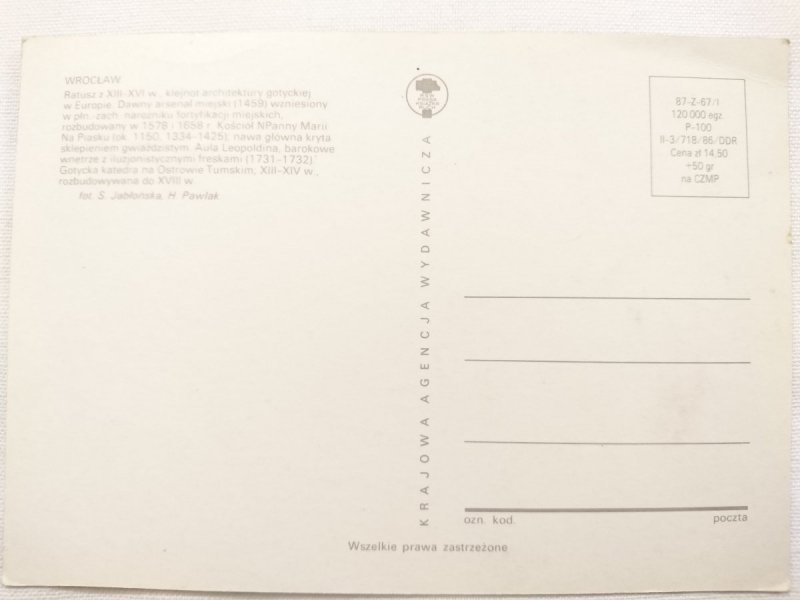 WROCŁAW
Ratusz z XIII-XVI w., klejnot architektury gotyckiej
w Europie. Dawny arsenał miejski (1459) wzniesiony
w płn.-zach. narożniku fortyfikacji miejskich,
rozbudowany w 1578 i 1658 r. Kościół NPanny Marii
Na Piasku (ok. 1150, 1334-1425), nawa główna kryta
sklepieniem gwiaździstym. Aula Leopoldina, barokowe
wnętrze z iluzjonistycznymi freskami (1731-1732).
Gotycka katedra na Ostrowie Tumskim, XIII-XIV w.,
rozbudowywana do XVIII w.
fot. S. Jabłońska, H. Pawlak
KRAJOWA AGENCJA WYDAWNICZA
87-Z-67/I
120 000 egz.
P-100
II-3/718/86/DDR
Cena zł 14,50
+50 gr
na CZMP
ozn. kod.
poczta
Wszelkie prawa zastrzeżone